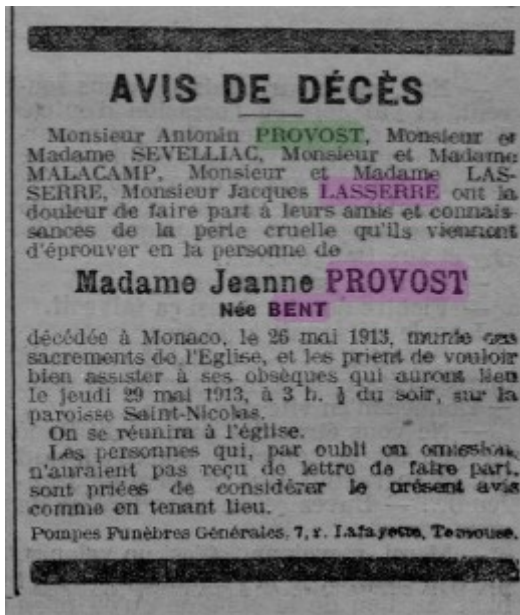 AVIS DE DÉCÈS
Monsieur Antonin PROVOST, Monsieur et
Madame SEVELLIAC, Monsieur et Madame
MALACAMP, Monsieur et Madame LAS-
SERRE, Monsieur Jacques LASSERRE ont la
douleur de faire part à leurs amis et connais-
sances de la perte cruelle qu'ils viennent
d'éprouver en la personne de
Madame Jeanne PROVOST
Née BENT
décédée à Monaco, le 26 mai 1913, munie des
sacrements de l'Eglise, et les prient de vouloir
bien assister à ses obsèques qui auront lieu
le jeudi 29 mai 1913, à 3 h. ½ du soir, sur la
paroisse Saint-Nicolas.
On se réunira à l'église.
Les personnes qui, par oubli ou omission,
n'auraient pas reçu de lettre de faire part,
sont priées de considérer le présent avis
comme en tenant lieu.
Pompes Funèbres Générales, 7, r. Lafayette, Toulouse.